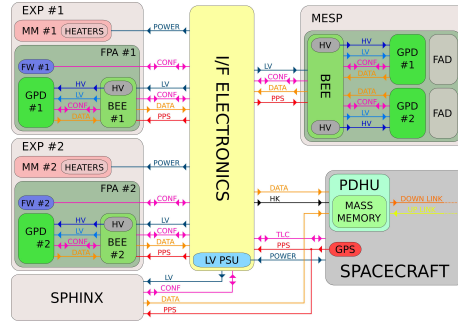 EXP #1
MM #1 HEATERS
POWER
FPA #1
FW #1
CONF
GPD
#1
HV
LV
CONF
DATA
HV
BEE
#1
LV
CONF
DATA
PPS
EXP #2
MM #2 HEATERS
POWER
FPA #2
FW #2
CONF
GPD
#2
HV
LV
CONF
DATA
HV
BEE
#2
LV
CONF
DATA
PPS
SPHINX
LV
CONF
DATA
PPS
I/F ELECTRONICS
LV PSU
LV
CONF
DATA
PPS
MESP
BEE
HV
HV
HV
LV
CONF
DATA
GPD
#1
FAD
DATA
CONF
LV
HV
GPD
#2
FAD
DATA
HK
TLC
PPS
POWER
PDHU
MASS
MEMORY
DOWN LINK
GPS
SPACECRAFT